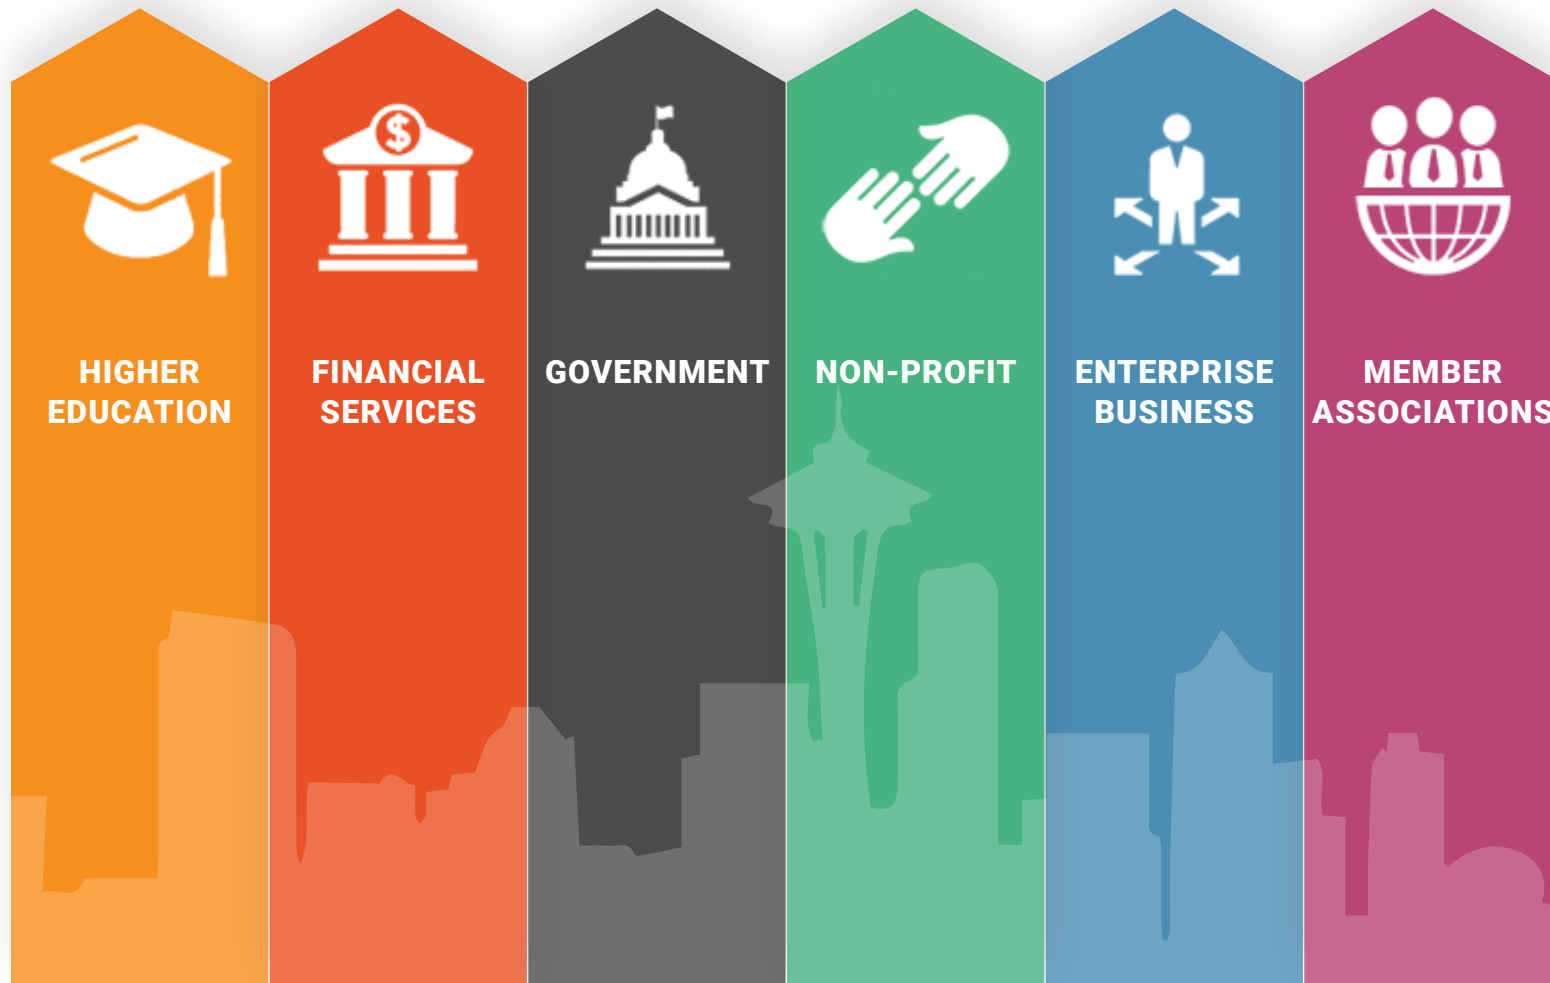 HIGHER
EDUCATION
FINANCIAL
SERVICES
GOVERNMENT
NON-PROFIT
ENTERPRISE
BUSINESS
MEMBER
ASSOCIATIONS
$